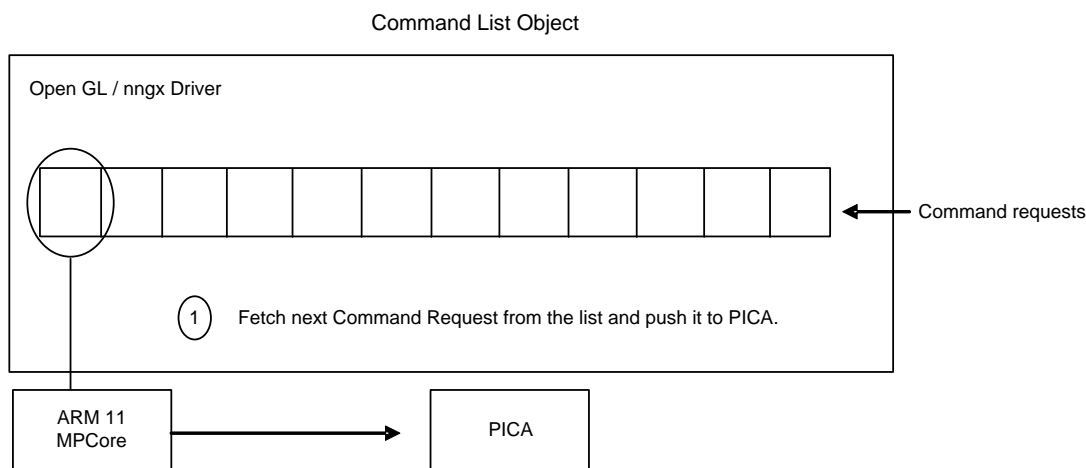 Command List Object
Open GL / nngx Driver
Command requests
1 Fetch next Command Request from the list and push it to PICA.
ARM 11
MPCore
PICA